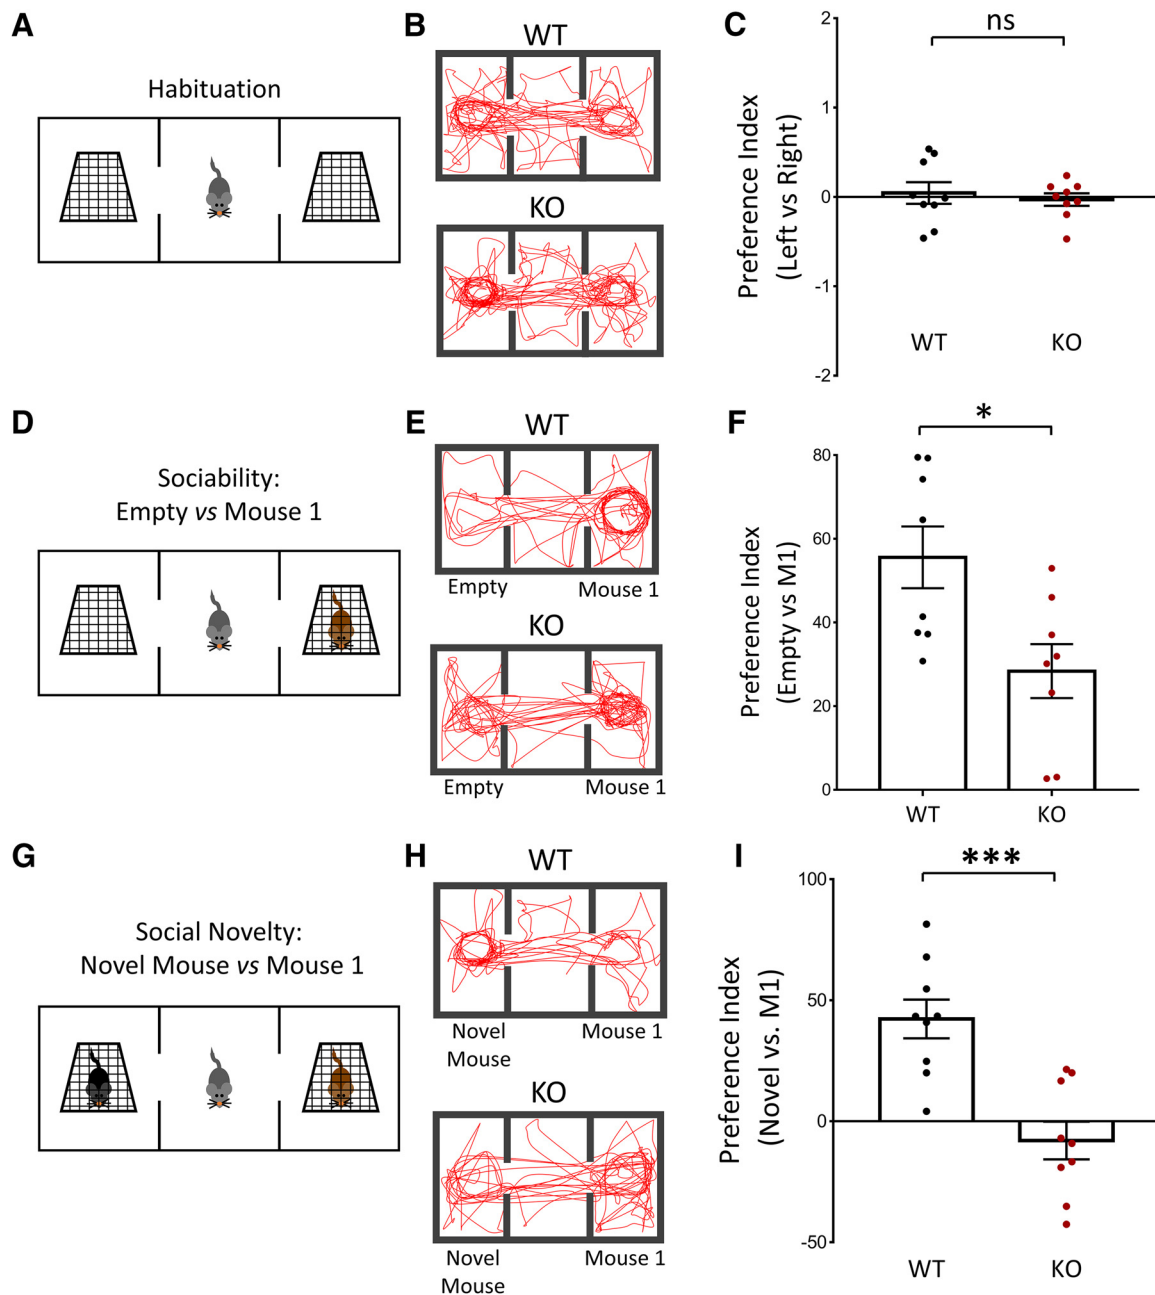 A
Habituation
B
WT
KO
C
ns
Preference Index
(Left vs Right)
2
1
0
-1
-2
WT
KO
D
Sociability:
Empty vs Mouse 1
E
WT
Empty
Mouse 1
KO
Empty
Mouse 1
F
*
Preference Index
(Empty vs M1)
80
60
40
20
0
WT
KO
G
Social Novelty:
Novel Mouse vs Mouse 1
H
WT
Novel
Mouse
Mouse 1
KO
Novel
Mouse
Mouse 1
I
***
Preference Index
(Novel vs. M1)
100
50
0
-50
WT
KO